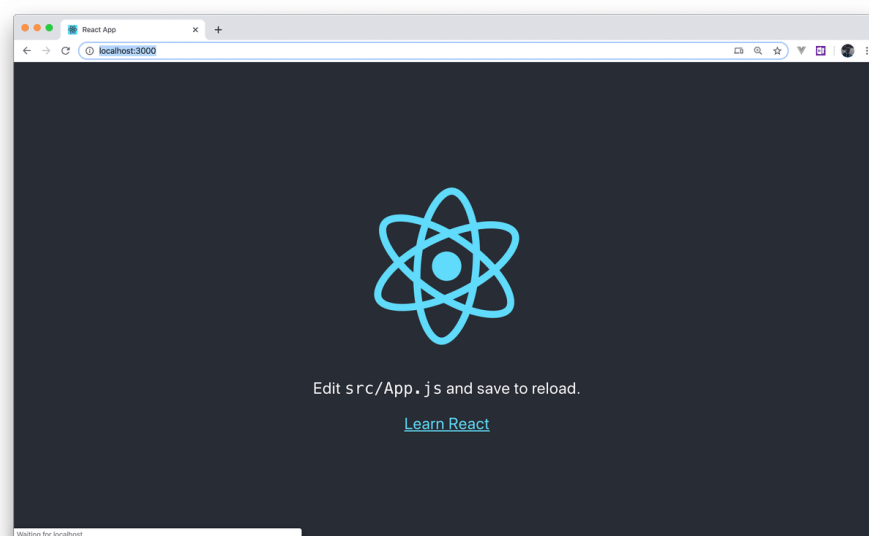 React App
localhost:3000
Edit src/App.js and save to reload.
Learn React
Waiting for localhost